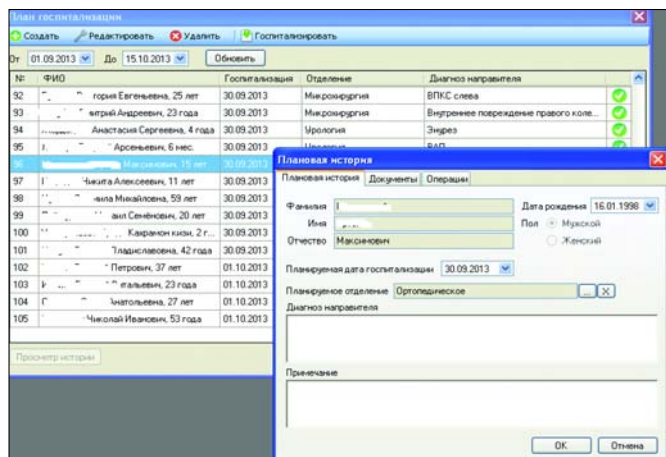 План госпитализации
Создать Редактировать Удалить Госпитализировать
От 01.09.2013 До 15.10.2013 Обновить
№ ФИО Госпитализация Отделение Диагноз направителя
92 Евгеньевна, 25 лет 30.09.2013 Микрохирургия ВПКС слева
93 Андреевич, 23 года 30.09.2013 Микрохирургия Внутреннее повреждение правого коле...
94 Анастасия Сергеевна, 4 года 30.09.2013 Урология Энурез
95 Арсеньевич, 6 мес. 30.09.2013 Урология
96 Максимович, 15 лет 30.09.2013
97 Никита Алексеевич, 11 лет 30.09.2013
98 Михайловна, 59 лет 30.09.2013
99 Семёнович, 20 лет 30.09.2013
100 Кахрамон кизи, 2 г... 30.09.2013
101 Владиславовна, 42 года 30.09.2013
102 Петрович, 37 лет 01.10.2013
103 23 года 01.10.2013
104 Анатольевна, 27 лет 01.10.2013
105 Николай Иванович, 53 года 01.10.2013
Просмотр истории
Плановая история
Плановая история Документы Операции
Фамилия Дата рождения 16.01.1998
Имя Пол Мужской
Отчество Максимович Женский
Планируемая дата госпитализации 30.09.2013
Планируемое отделение Ортопедическое ... X
Диагноз направителя
Примечание
OK Отмена